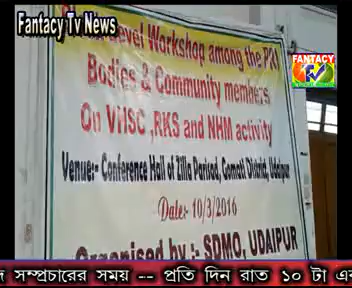 Fantacy Tv News
Level Workshop among the PRI
Bodies & Community members
On VHSC ,RKS and NHM activity
FANTACY
TV
Venue:- Conference Hall of Zilla Parisad, Gomati District, Udaipur
Date:- 10/3/2016
Organised by :- SDMO, UDAIPUR
সম্প্রচারের সময় -- প্রতি দিন রাত ১০ টা